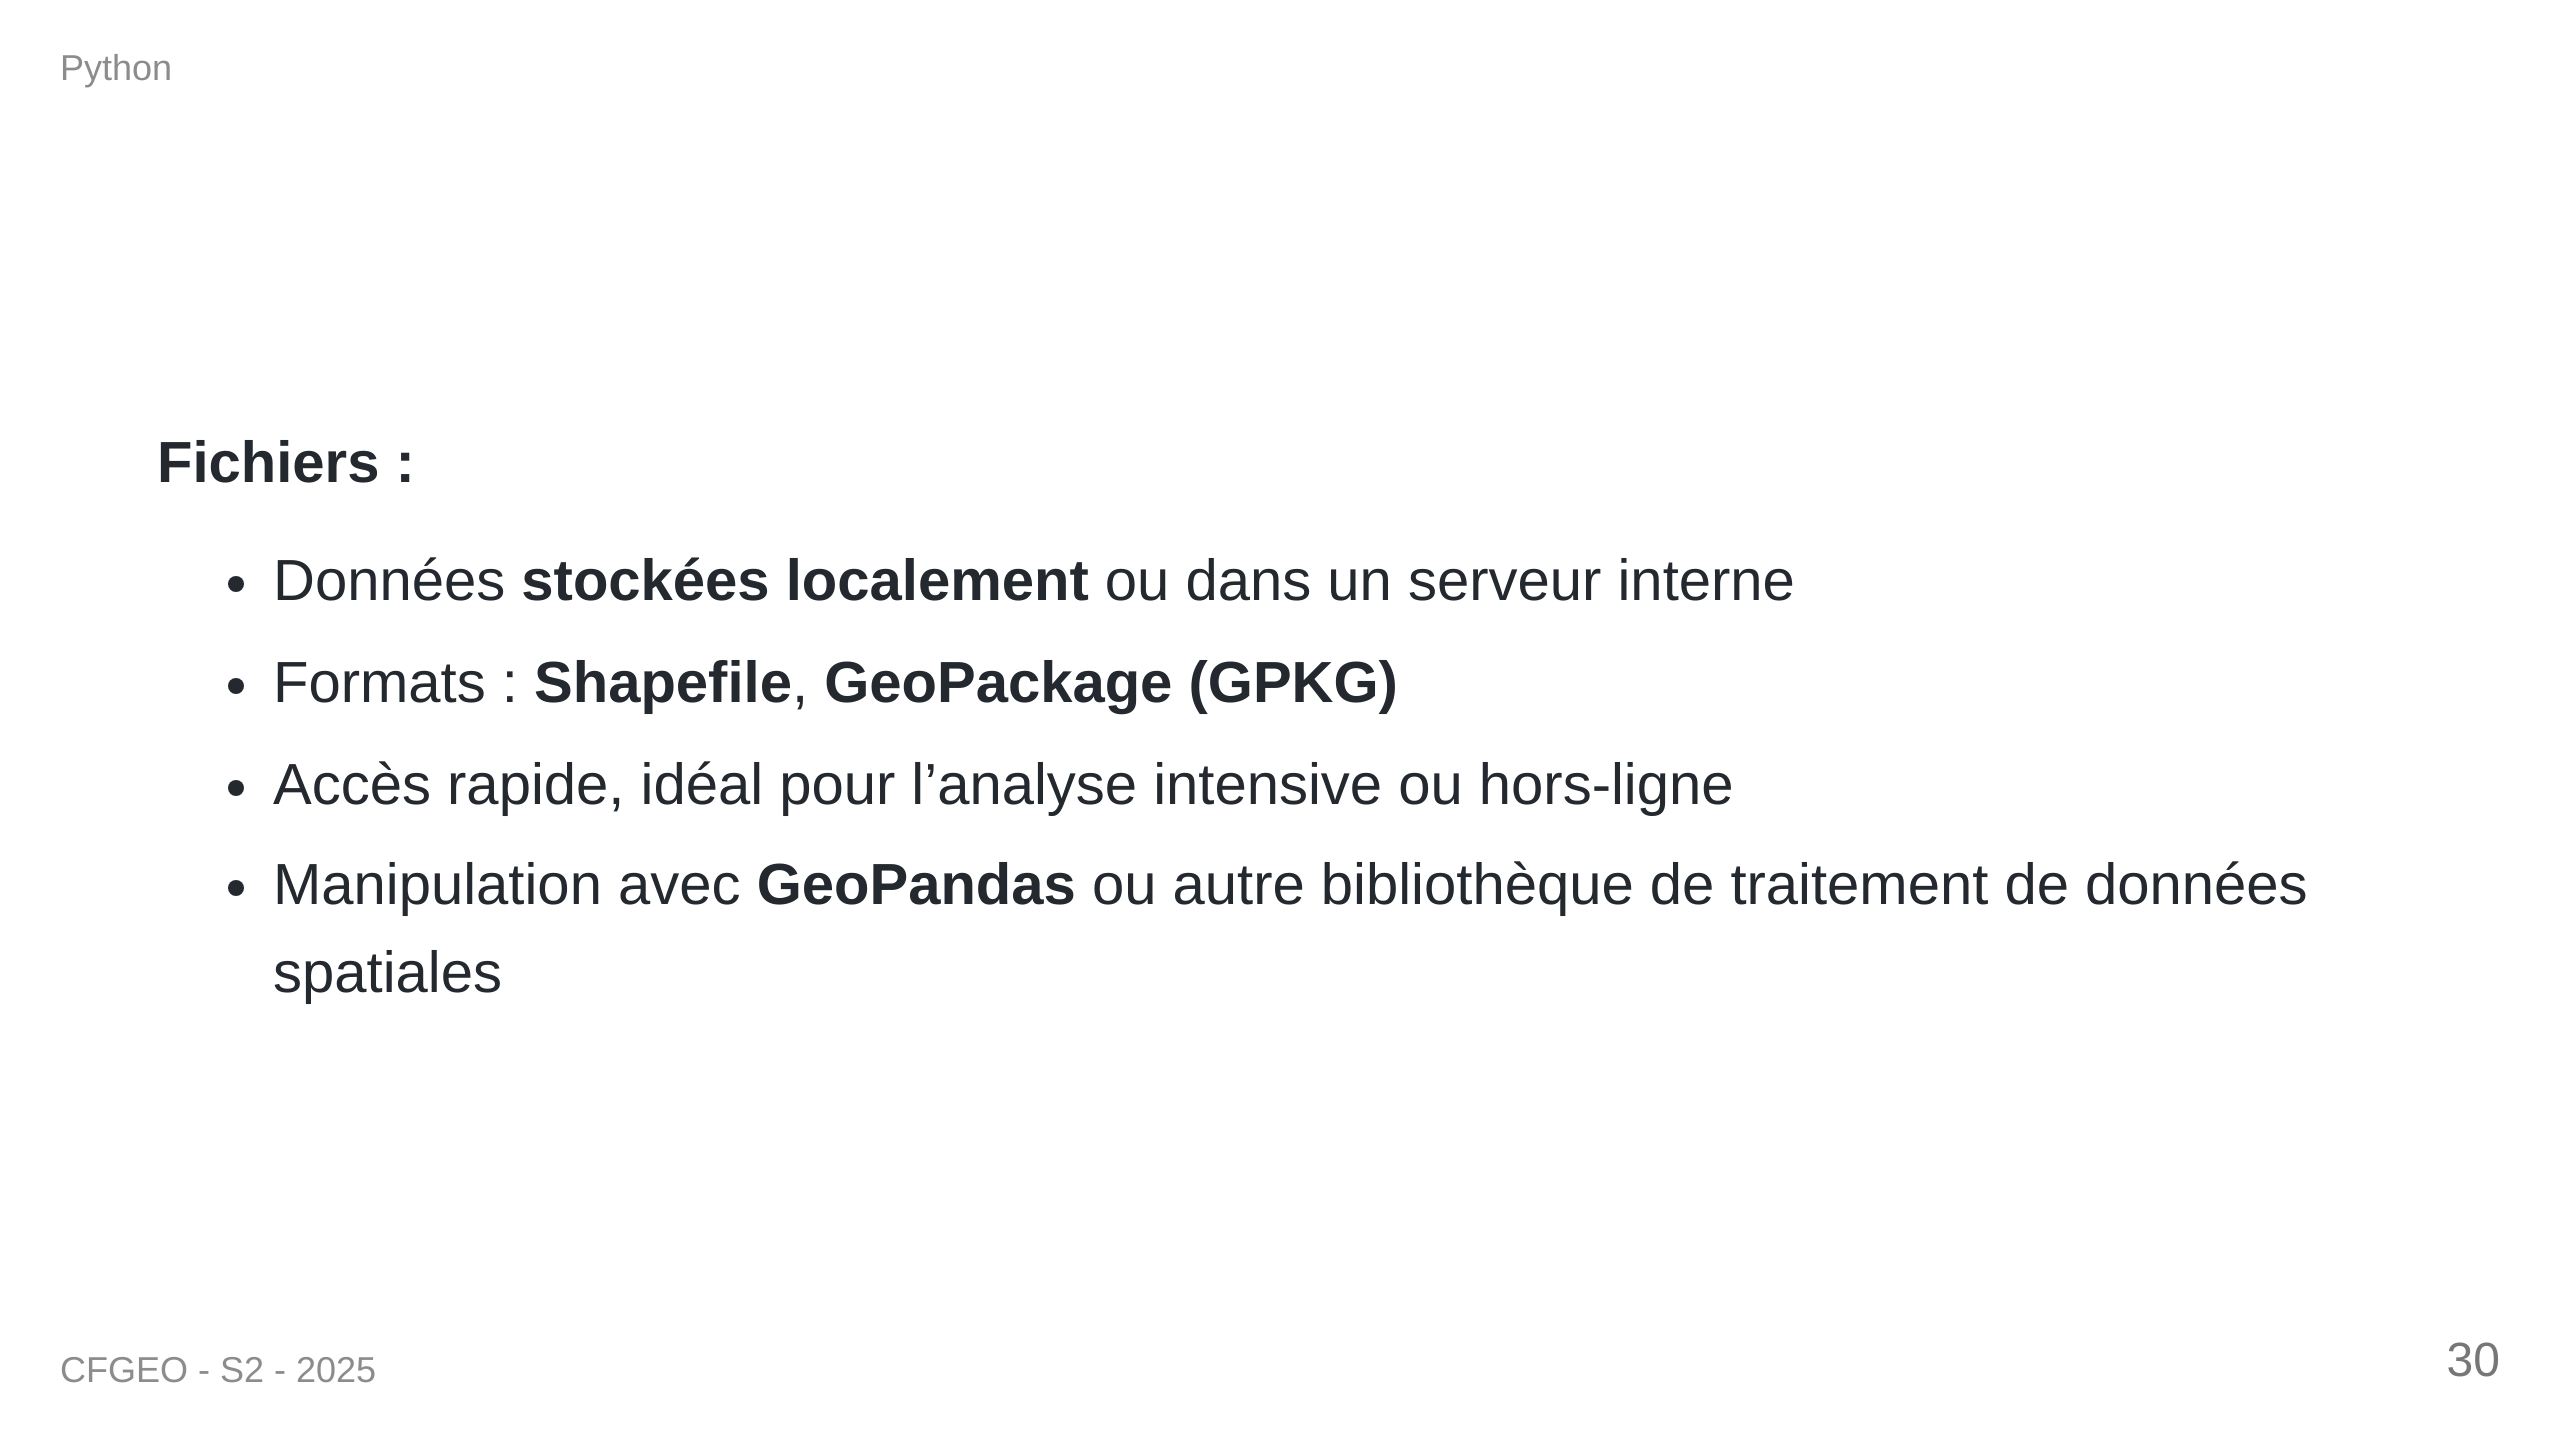 Python
Fichiers :
• Données stockées localement ou dans un serveur interne
• Formats : Shapefile, GeoPackage (GPKG)
• Accès rapide, idéal pour l’analyse intensive ou hors-ligne
• Manipulation avec GeoPandas ou autre bibliothèque de traitement de données
spatiales
CFGEO - S2 - 2025
30